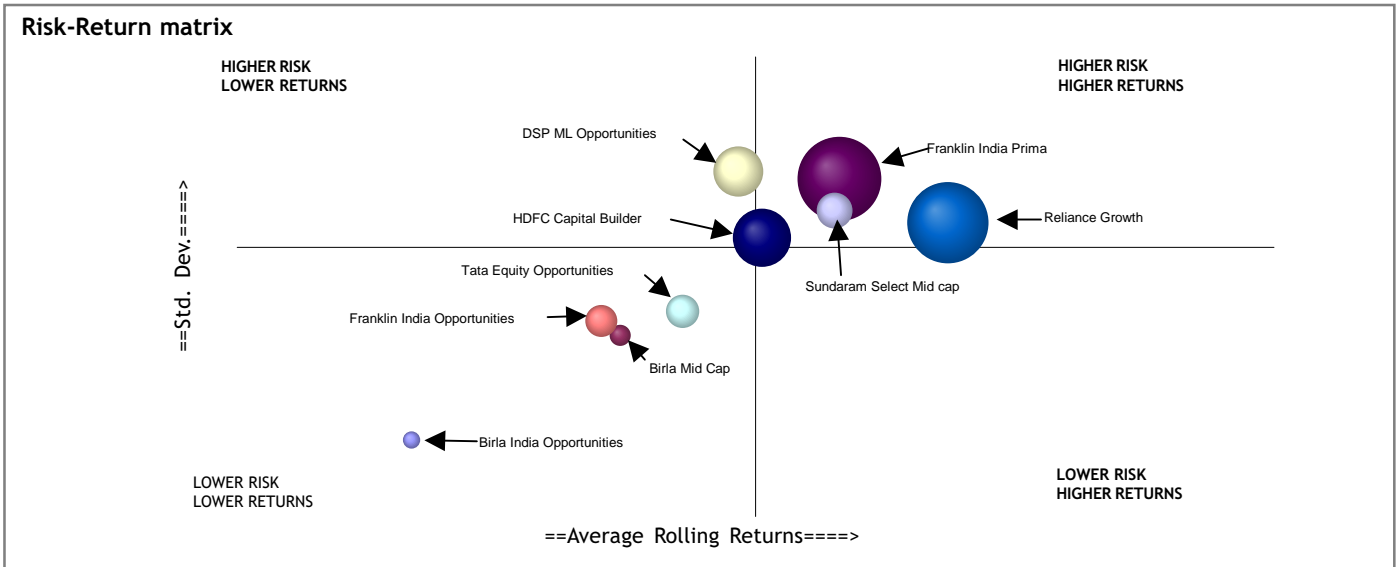 Risk-Return matrix
HIGHER RISK
LOWER RETURNS
HIGHER RISK
HIGHER RETURNS
DSP ML Opportunities
Franklin India Prima
HDFC Capital Builder
Reliance Growth
Tata Equity Opportunities
Sundaram Select Mid cap
Franklin India Opportunities
Birla Mid Cap
Birla India Opportunities
==Std. Dev.====>
LOWER RISK
LOWER RETURNS
LOWER RISK
HIGHER RETURNS
==Average Rolling Returns====>